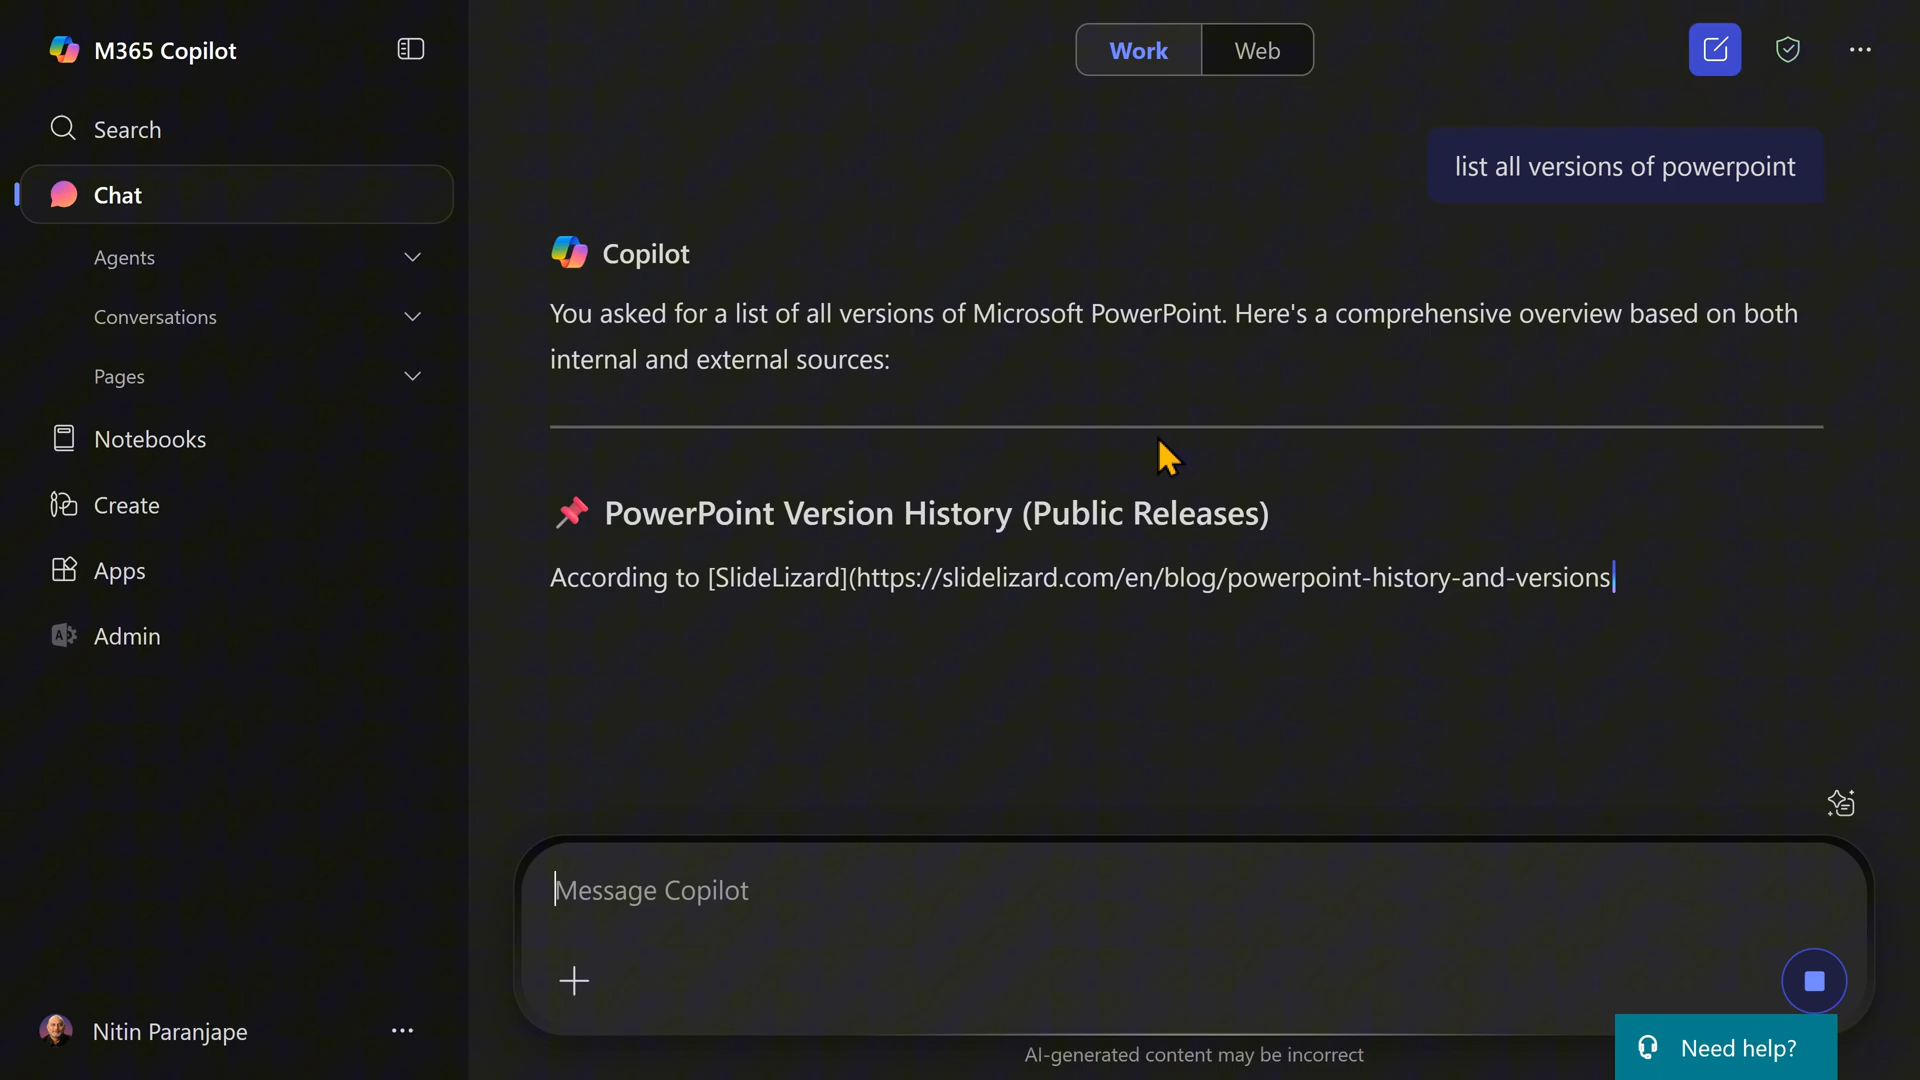 M365 Copilot
Search
Chat
Agents
Conversations
Pages
Notebooks
Create
Apps
Admin
Nitin Paranjape
Work
Web
list all versions of powerpoint
Copilot
You asked for a list of all versions of Microsoft PowerPoint. Here's a comprehensive overview based on both
internal and external sources:
PowerPoint Version History (Public Releases)
According to [SlideLizard](https://slidelizard.com/en/blog/powerpoint-history-and-versions
Message Copilot
AI-generated content may be incorrect
Need help?